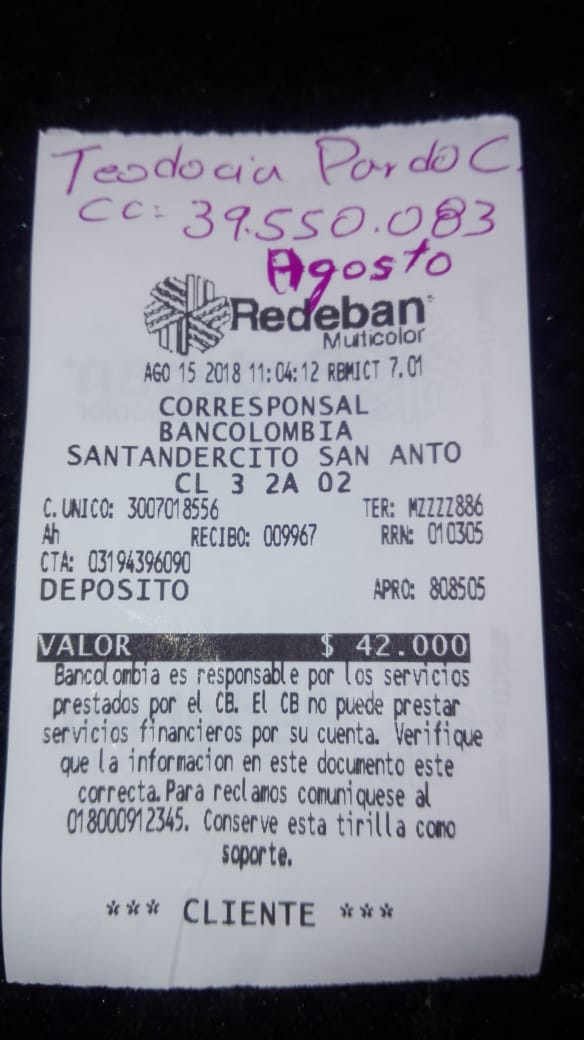 Teodocia Pardo C.
CC: 39.550.083
Agosto
Redeban
Multicolor
AGO 15 2018 11:04:12 RBMICT 7.01
CORRESPONSAL
BANCOLOMBIA
SANTANDERCITO SAN ANTO
CL 3 2A 02
C. UNICO: 3007018556 TER: MZZZZ886
Ah RECIBO: 009967 RRN: 010305
CTA: 03194396090
DEPOSITO APRO: 808505
VALOR $ 42.000
Bancolombia es responsable por los servicios
prestados por el CB. El CB no puede prestar
servicios financieros por su cuenta. Verifique
que la informacion en este documento este
correcta. Para reclamos comuniquese al
018000912345. Conserve esta tirilla como
soporte.
*** CLIENTE ***